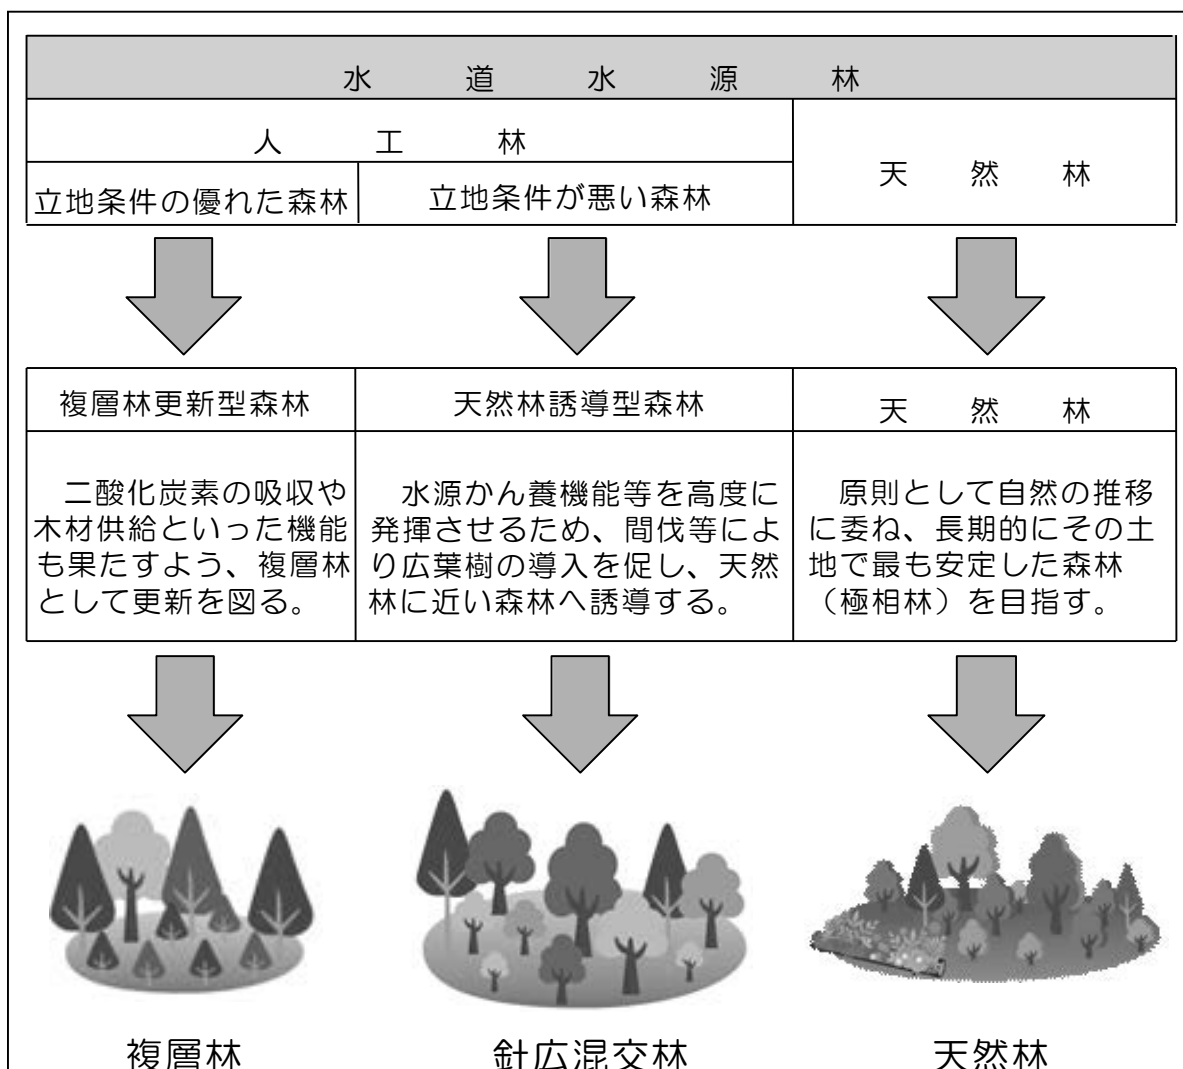 水道水源林
人工林
天然林
立地条件の優れた森林
立地条件が悪い森林
複層林更新型森林
天然林誘導型森林
天然林
二酸化炭素の吸収や
木材供給といった機能
も果たすよう、複層林
として更新を図る。
水源かん養機能等を高度に
発揮させるため、間伐等によ
り広葉樹の導入を促し、天然
林に近い森林へ誘導する。
原則として自然の推移
に委ね、長期的にその土
地で最も安定した森林
（極相林）を目指す。
複層林
針広混交林
天然林